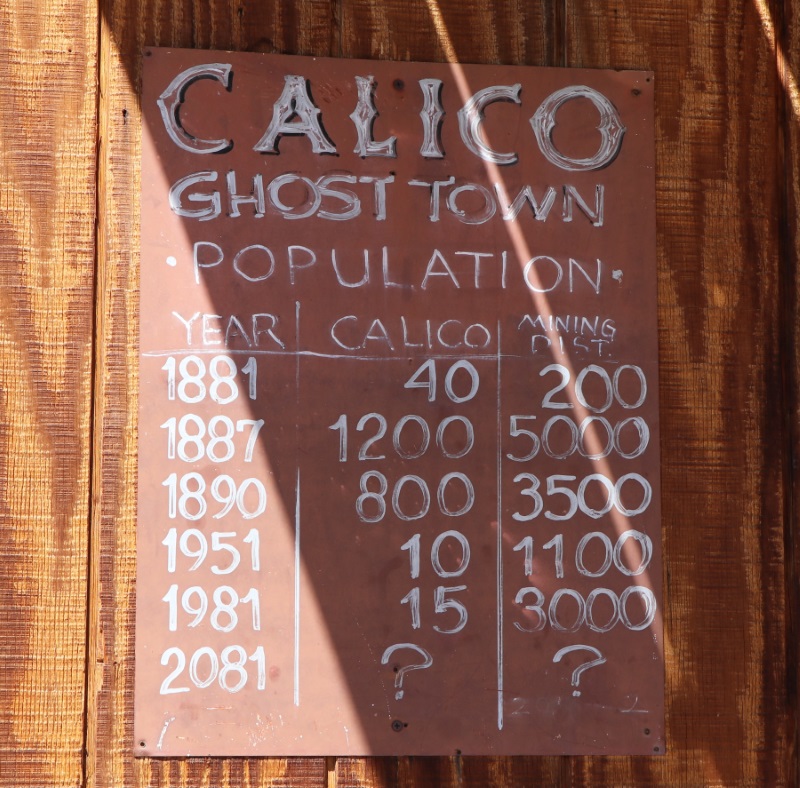 CALICO
GHOST TOWN
· POPULATION ·
YEAR CALICO MINING DIST.
1881 40 200
1887 1200 5000
1890 800 3500
1951 10 1100
1981 15 3000
2081 ? ?